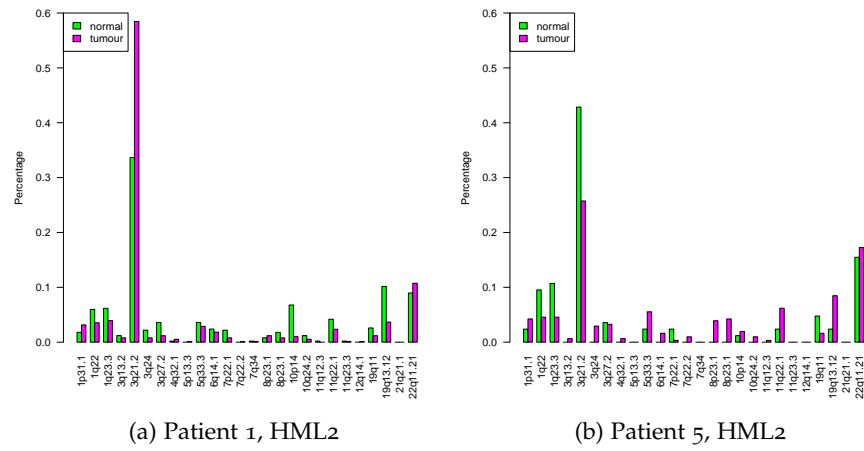 0.6
0.5
0.4
0.3
0.2
0.1
0.0
Percentage
normal
tumour
1p31.1
1q22
1q23.3
3q13.2
3q21.2
3q24
3q27.2
4q32.1
5p13.3
5q33.3
6q14.1
7p22.1
7q22.2
7q34
8p23.1
8p23.1
10p14
10q24.2
11q12.3
11q22.1
11q23.3
12q14.1
19q11
19q13.12
21q21.1
22q11.21
(a) Patient 1, HML2
0.6
0.5
0.4
0.3
0.2
0.1
0.0
Percentage
normal
tumour
1p31.1
1q22
1q23.3
3q13.2
3q21.2
3q24
3q27.2
4q32.1
5p13.3
5q33.3
6q14.1
7p22.1
7q22.2
7q34
8p23.1
8p23.1
10p14
10q24.2
11q12.3
11q22.1
11q23.3
12q14.1
19q11
19q13.12
21q21.1
22q11.21
(b) Patient 5, HML2